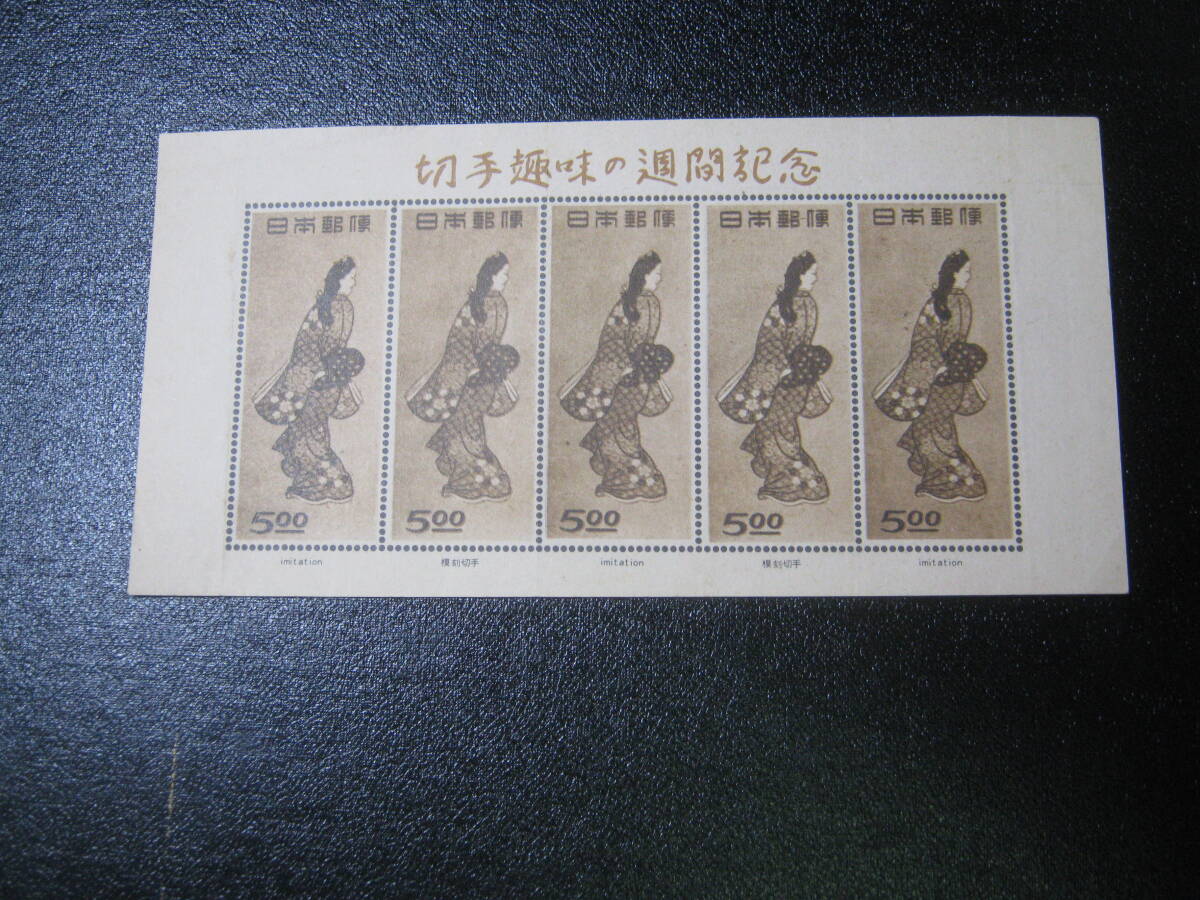 切手趣味の週間記念
日本郵便 日本郵便 日本郵便 日本郵便 日本郵便
5.00 5.00 5.00 5.00 5.00
imitation 模刻切手 imitation 模刻切手 imitation